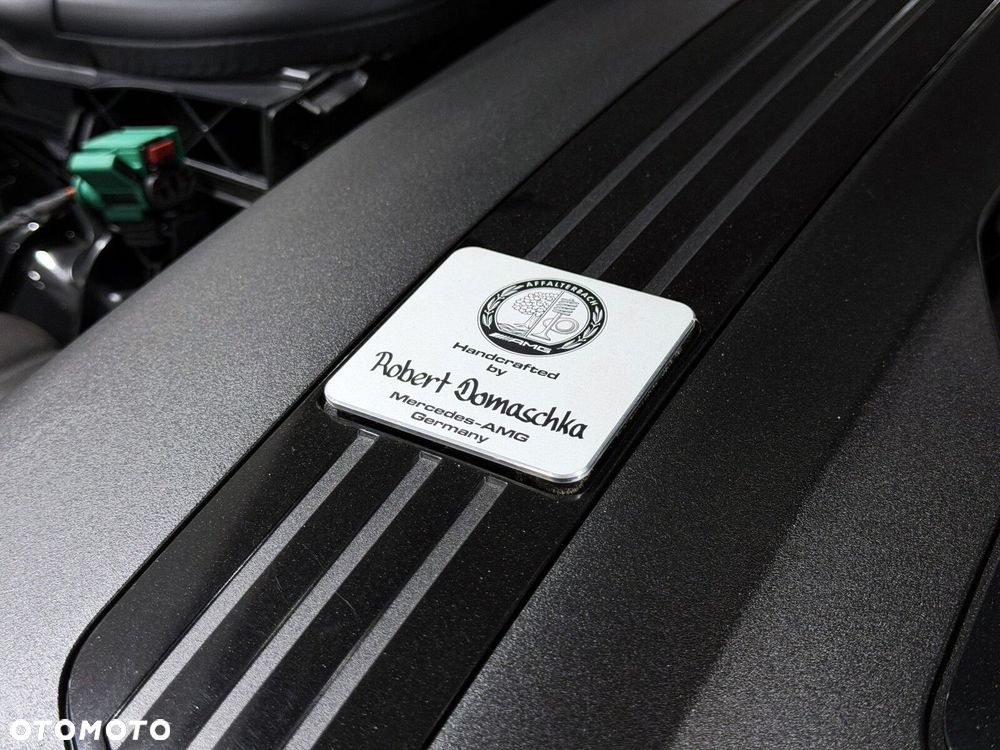 AFFALTERBACH
AMG
Handcrafted
by
Robert Domaschka
Mercedes-AMG
Germany
OTOMOTO